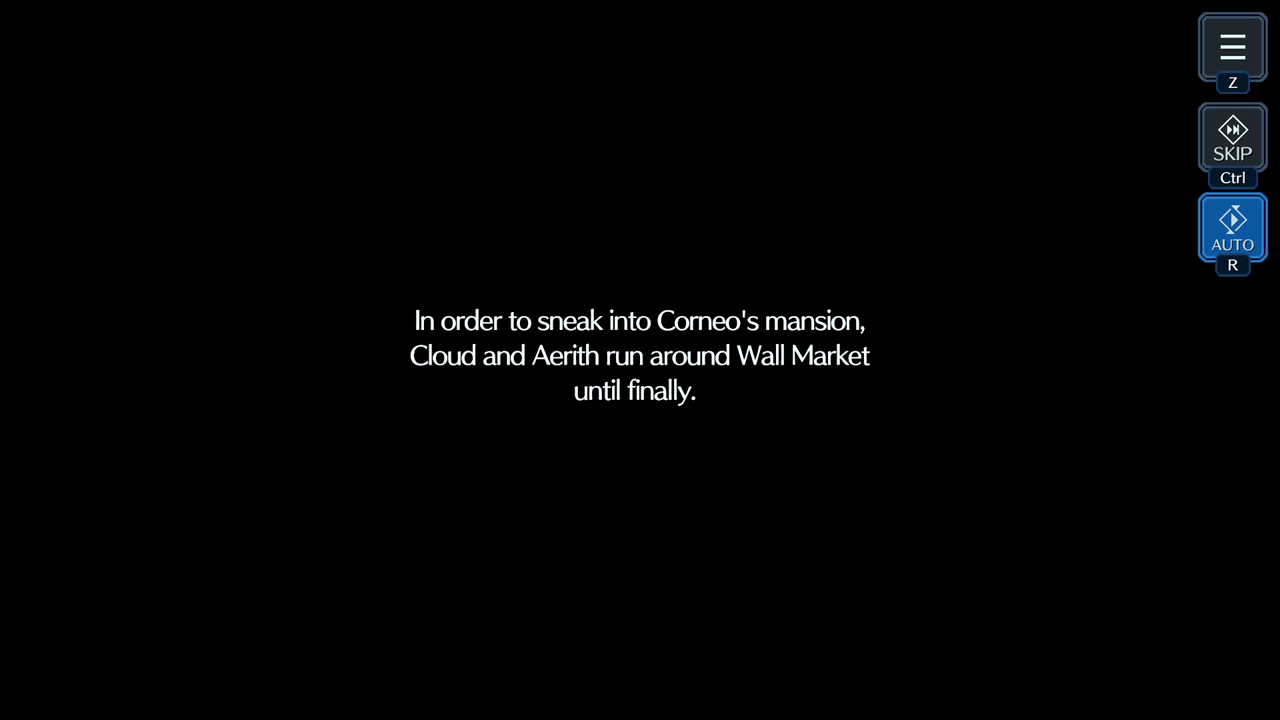 Z
SKIP
Ctrl
AUTO
R
In order to sneak into Corneo's mansion,
Cloud and Aerith run around Wall Market
until finally.